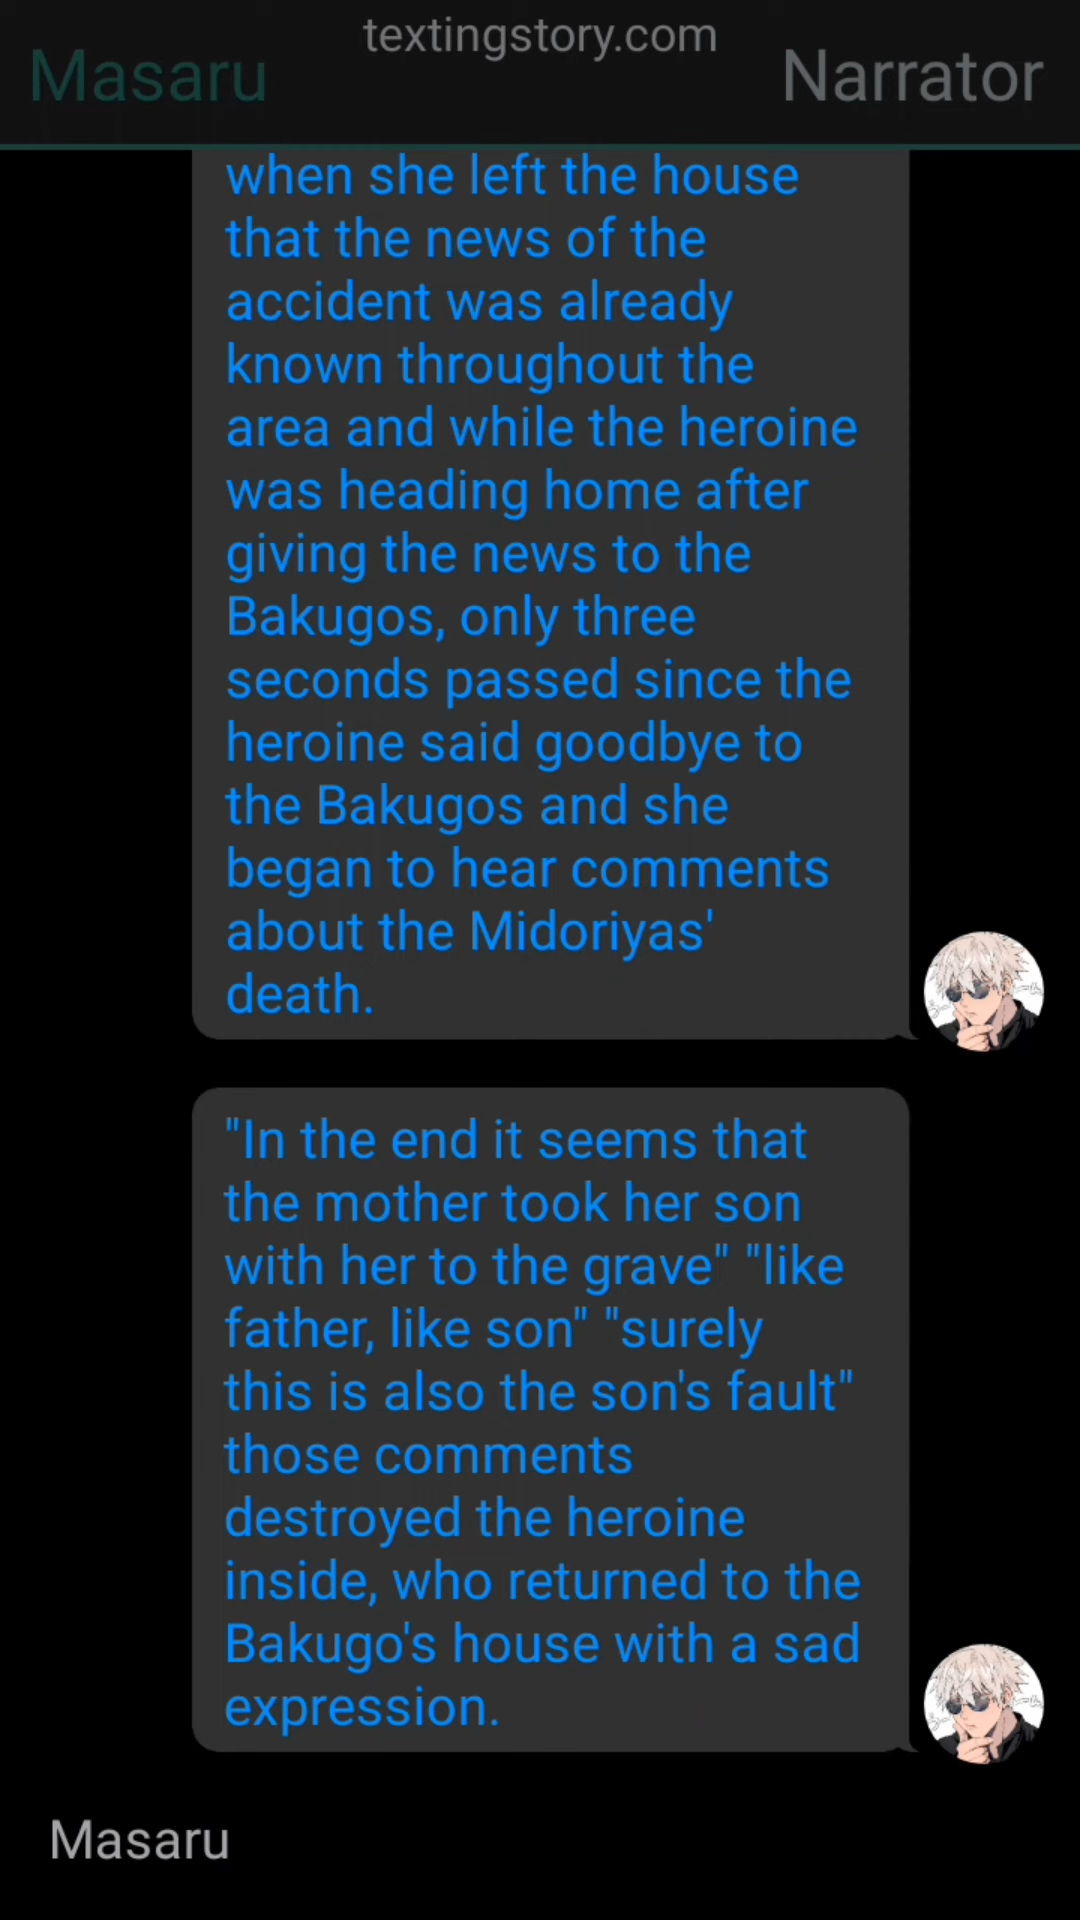 textingstory.com
Masaru
Narrator
when she left the house
that the news of the
accident was already
known throughout the
area and while the heroine
was heading home after
giving the news to the
Bakugos, only three
seconds passed since the
heroine said goodbye to
the Bakugos and she
began to hear comments
about the Midoriyas'
death.
"In the end it seems that
the mother took her son
with her to the grave" "like
father, like son" "surely
this is also the son's fault"
those comments
destroyed the heroine
inside, who returned to the
Bakugo's house with a sad
expression.
Masaru